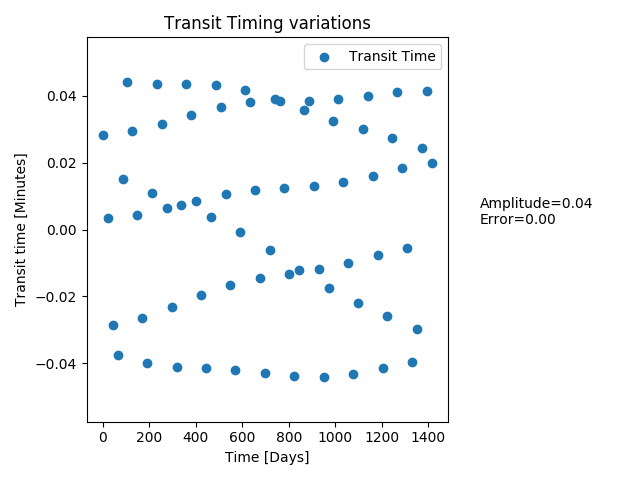 Transit Timing variations
Transit Time
0.04
0.02
0.00
−0.02
−0.04
Transit time [Minutes]
0 200 400 600 800 1000 1200 1400
Time [Days]
Amplitude=0.04
Error=0.00